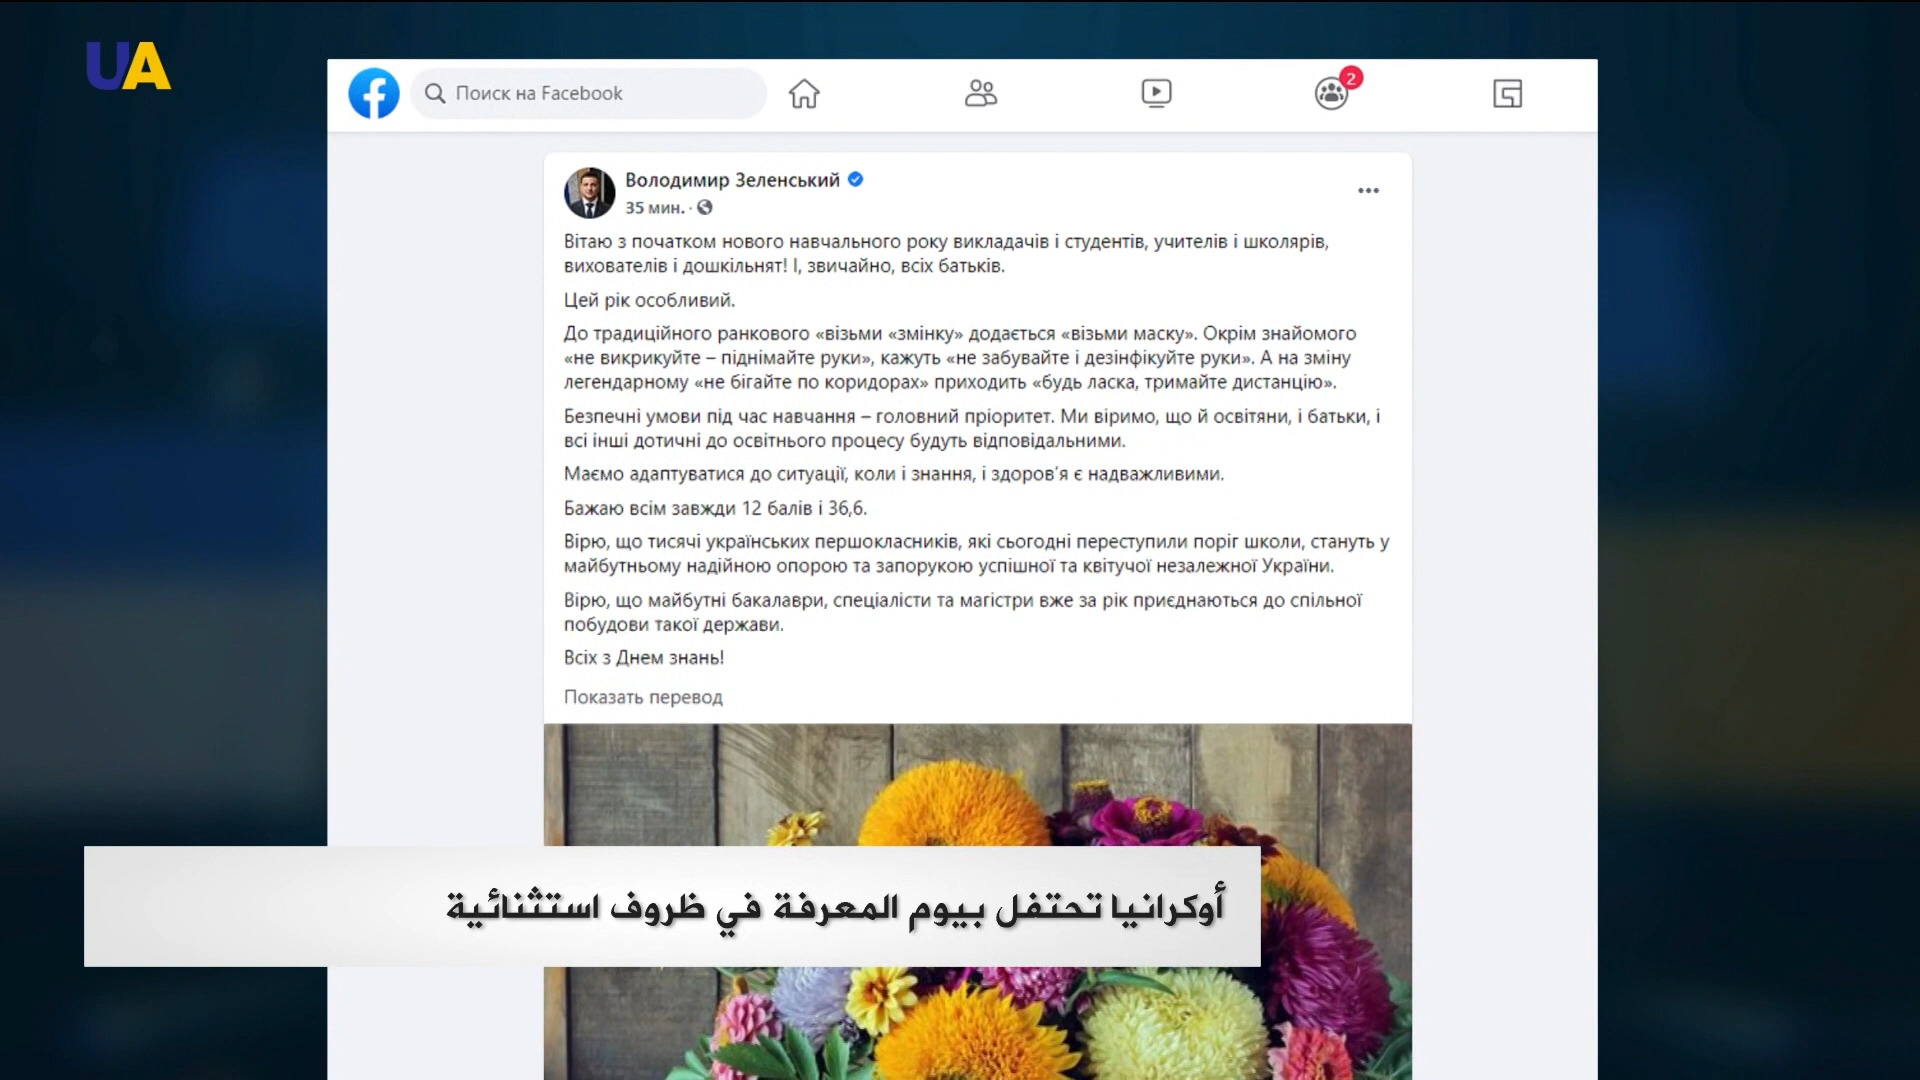 UA
Поиск на Facebook
2
Володимир Зеленський
35 мин. ·
Вітаю з початком нового навчального року викладачів і студентів, учителів і школярів,
вихователів і дошкільнят! І, звичайно, всіх батьків.
Цей рік особливий.
До традиційного ранкового «візьми «змінку» додається «візьми маску». Окрім знайомого
«не викрикуйте – піднімайте руки», кажуть «не забувайте і дезінфікуйте руки». А на зміну
легендарному «не бігайте по коридорах» приходить «будь ласка, тримайте дистанцію».
Безпечні умови під час навчання – головний пріоритет. Ми віримо, що й освітяни, і батьки, і
всі інші дотичні до освітнього процесу будуть відповідальними.
Маємо адаптуватися до ситуації, коли і знання, і здоров’я є надважливими.
Бажаю всім завжди 12 балів і 36,6.
Вірю, що тисячі українських першокласників, які сьогодні переступили поріг школи, стануть у
майбутньому надійною опорою та запорукою успішної та квітучої незалежної України.
Вірю, що майбутні бакалаври, спеціалісти та магістри вже за рік приєднаються до спільної
побудови такої держави.
Всіх з Днем знань!
Показать перевод
أوكرانيا تحتفل بيوم المعرفة في ظروف استثنائية